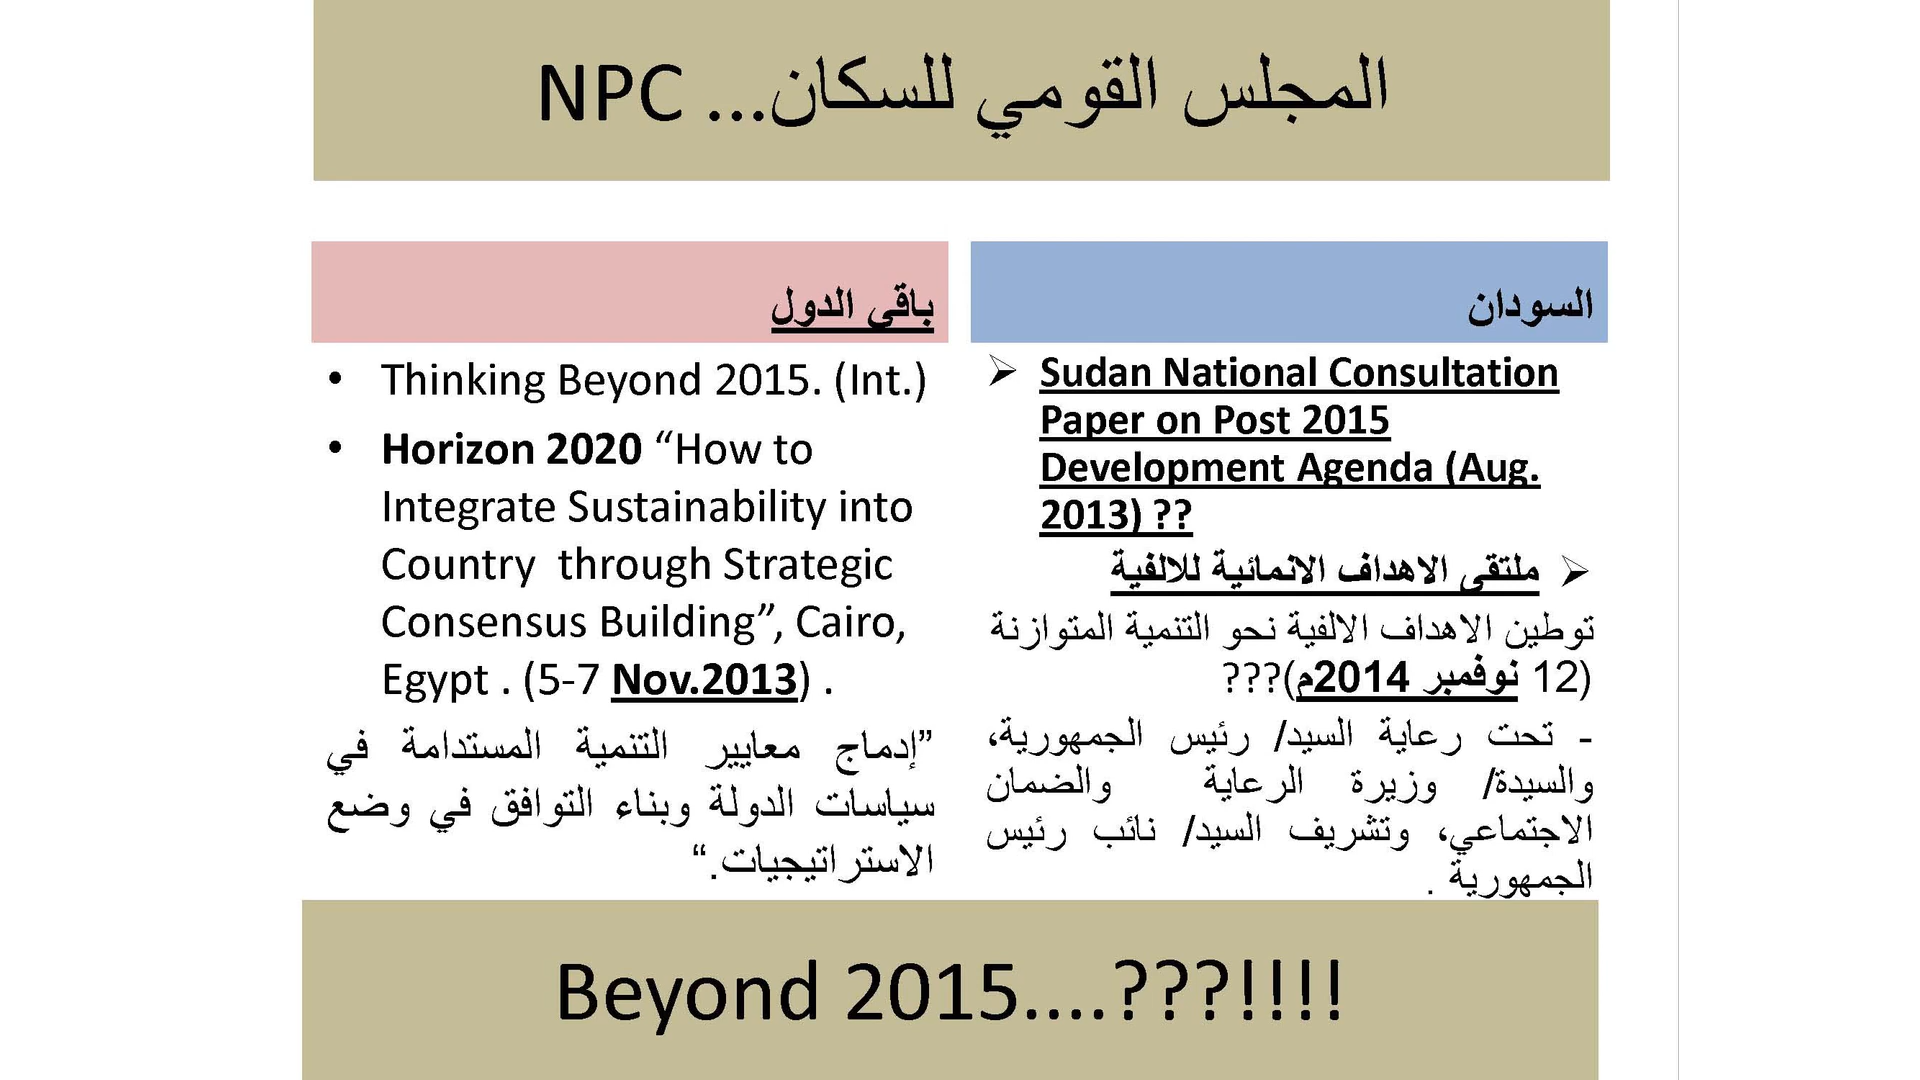 المجلس القومي للسكان... NPC
السودان
Sudan National Consultation
Paper on Post 2015
Development Agenda (Aug.
2013) ??
ملتقى الاهداف الانمائية للالفية
توطين الاهداف الالفية نحو التنمية المتوازنة
(12 نوفمبر 2014م)???
- تحت رعاية السيد/ رئيس الجمهورية،
والسيدة/ وزيرة الرعاية والضمان
الاجتماعي، وتشريف السيد/ نائب رئيس
الجمهورية .
باقي الدول
• Thinking Beyond 2015. (Int.)
• Horizon 2020 “How to
Integrate Sustainability into
Country through Strategic
Consensus Building”, Cairo,
Egypt . (5-7 Nov.2013) .
”إدماج معايير التنمية المستدامة في
سياسات الدولة وبناء التوافق في وضع
الاستراتيجيات.“
Beyond 2015....???!!!!